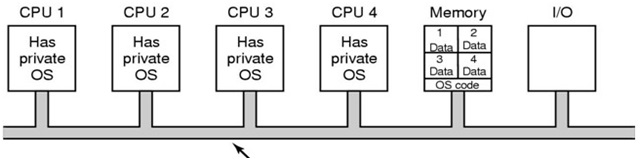 CPU 1 CPU 2 CPU 3 CPU 4 Memory I/O
Has
private
OS
Has
private
OS
Has
private
OS
Has
private
OS
1 2
Data Data
3 4
Data Data
OS code